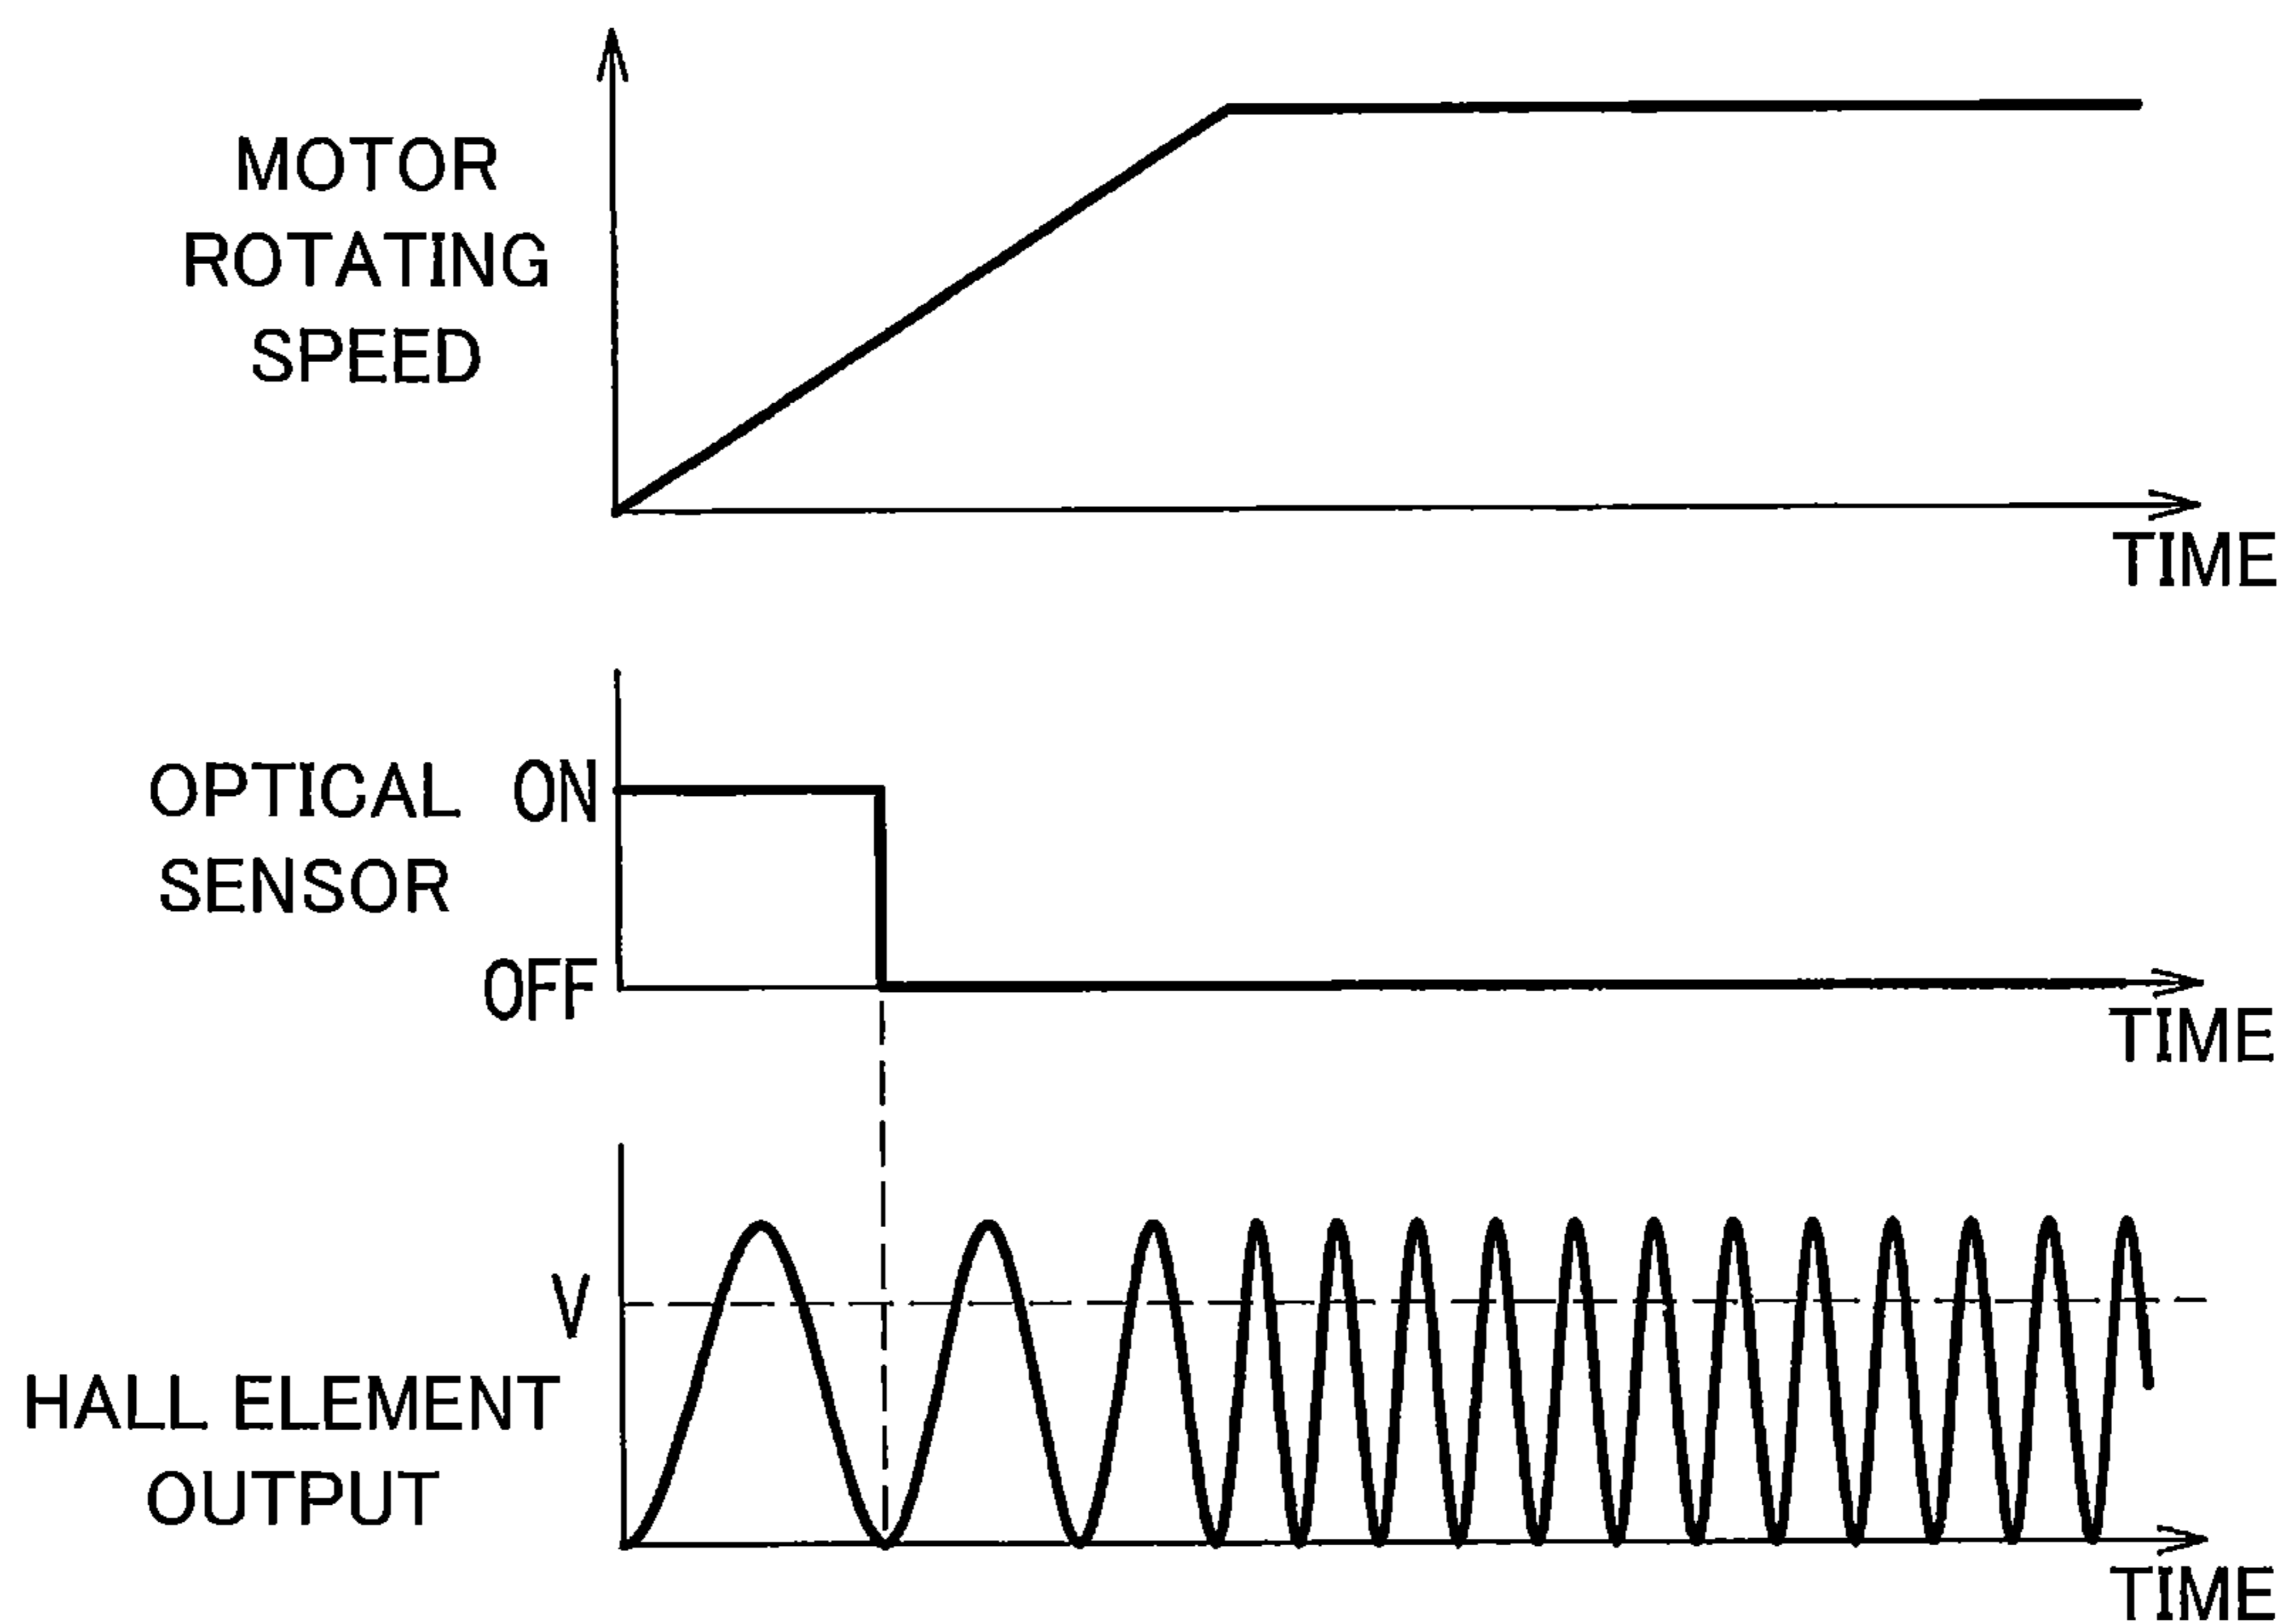 MOTOR
ROTATING
SPEED
TIME
OPTICAL
SENSOR
ON
OFF
TIME
V
HALL ELEMENT
OUTPUT
TIME